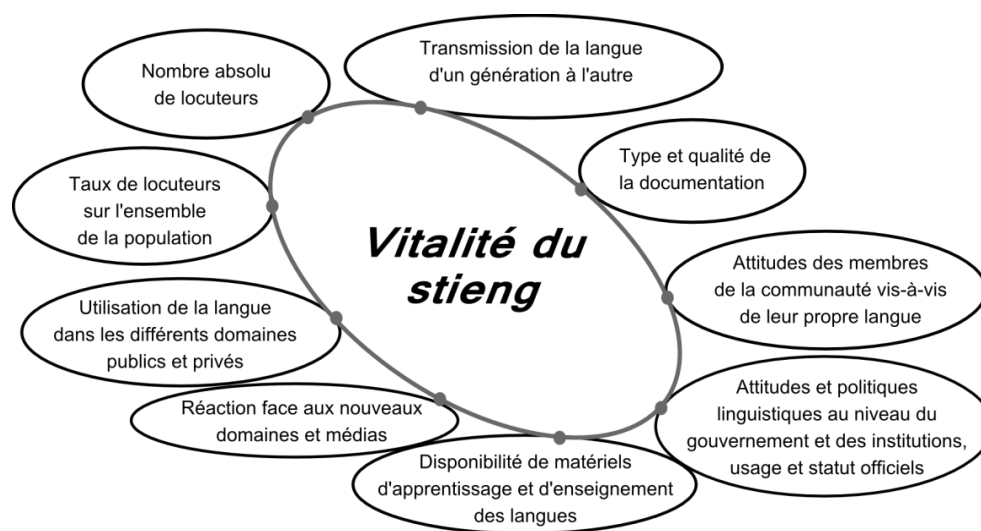 Transmission de la langue
d'un génération à l'autre
Nombre absolu
de locuteurs
Type et qualité de
la documentation
Taux de locuteurs
sur l'ensemble
de la population
Vitalité du
stieng
Attitudes des membres
de la communauté vis-à-vis
de leur propre langue
Utilisation de la langue
dans les différents domaines
publics et privés
Attitudes et politiques
linguistiques au niveau du
gouvernement et des institutions,
usage et statut officiels
Réaction face aux nouveaux
domaines et médias
Disponibilité de matériels
d'apprentissage et d'enseignement
des langues